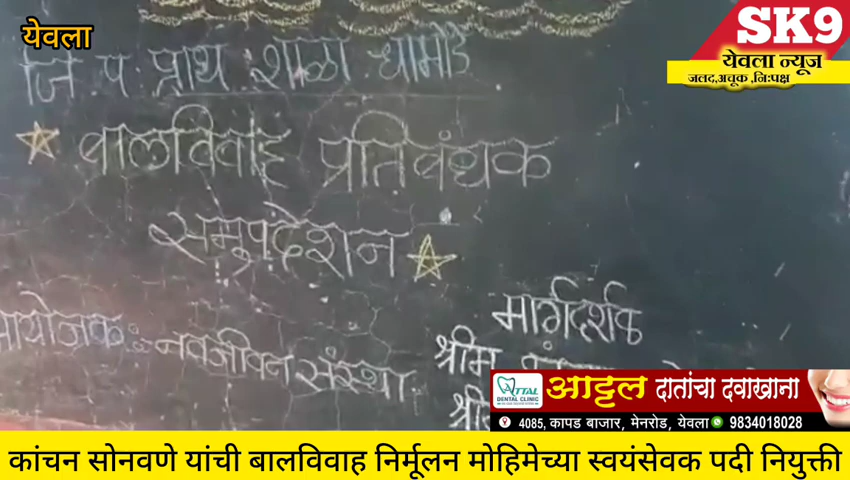 येवला
SK9
येवला न्यूज
जलद,अचूक,नि:पक्ष
जि. प. प्राथ. शाळा. धामोडे
बालविवाह प्रतिबंधक
समुपदेशन
मार्गदर्शक
आयोजक: नवजीवन संस्था
श्रीम
श्री
ATTAL
DENTAL CLINIC
आट्टल दातांचा दवाखाना
4085, कापड बाजार, मेनरोड, येवला 9834018028
कांचन सोनवणे यांची बालविवाह निर्मूलन मोहिमेच्या स्वयंसेवक पदी नियुक्ती